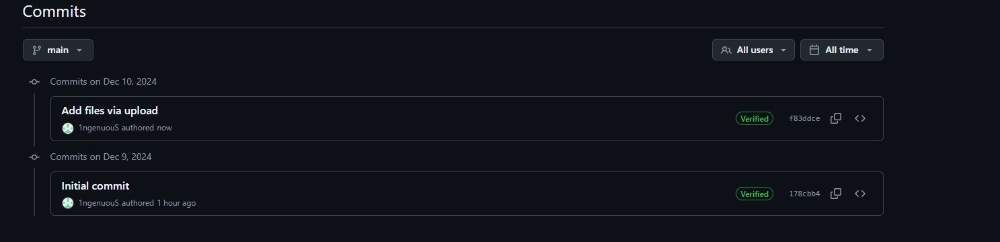 Commits
main
All users
All time
Commits on Dec 10, 2024
Add files via upload
1ngenuouS authored now
Verified
f83ddce
Commits on Dec 9, 2024
Initial commit
1ngenuouS authored 1 hour ago
Verified
178cbb4